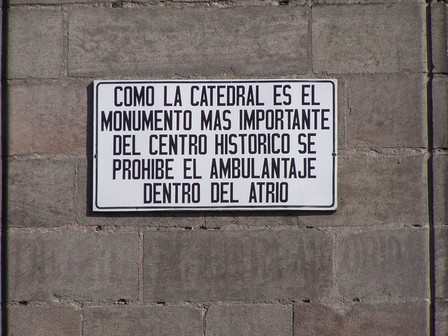 COMO LA CATEDRAL ES EL
MONUMENTO MAS IMPORTANTE
DEL CENTRO HISTORICO SE
PROHIBE EL AMBULANTAJE
DENTRO DEL ATRIO